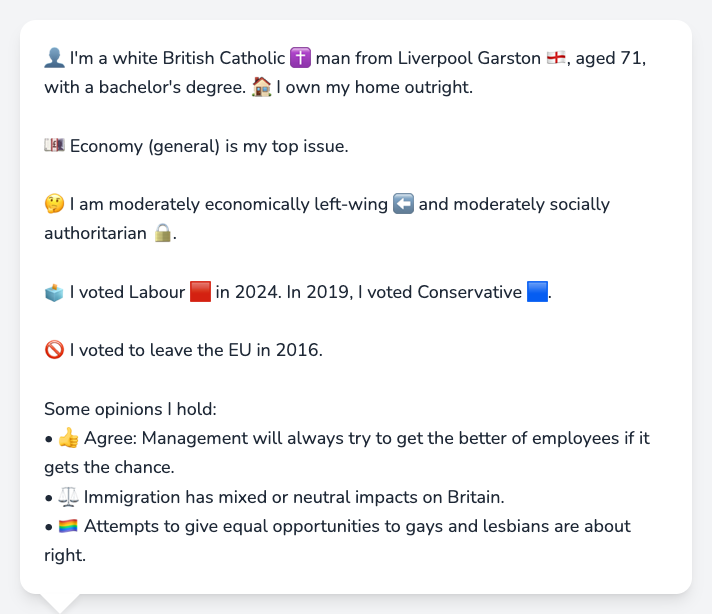 👤 I'm a white British Catholic ✝️ man from Liverpool Garston 🏴󠁧󠁢󠁥󠁮󠁧󠁿, aged 71,
with a bachelor's degree. 🏠 I own my home outright.
💷 Economy (general) is my top issue.
🤔 I am moderately economically left-wing ⬅️ and moderately socially
authoritarian 🔒.
🗳️ I voted Labour 🟥 in 2024. In 2019, I voted Conservative 🟦.
🚫 I voted to leave the EU in 2016.
Some opinions I hold:
• 👍 Agree: Management will always try to get the better of employees if it
gets the chance.
• ⚖️ Immigration has mixed or neutral impacts on Britain.
• 🏳️‍🌈 Attempts to give equal opportunities to gays and lesbians are about
right.